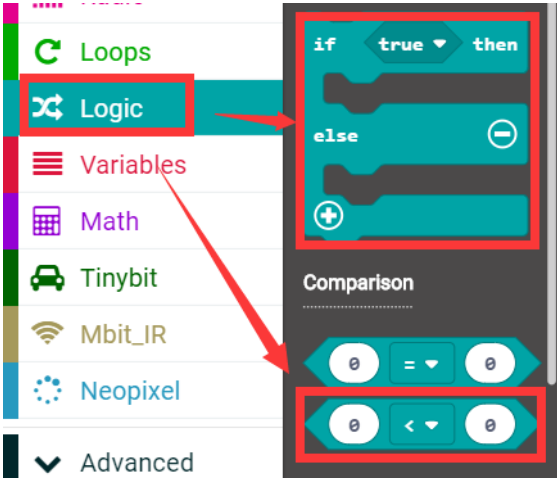 Loops
Logic
Variables
Math
Tinybit
Mbit_IR
Neopixel
Advanced
if true then
else
Comparison
0 = 0
0 < 0